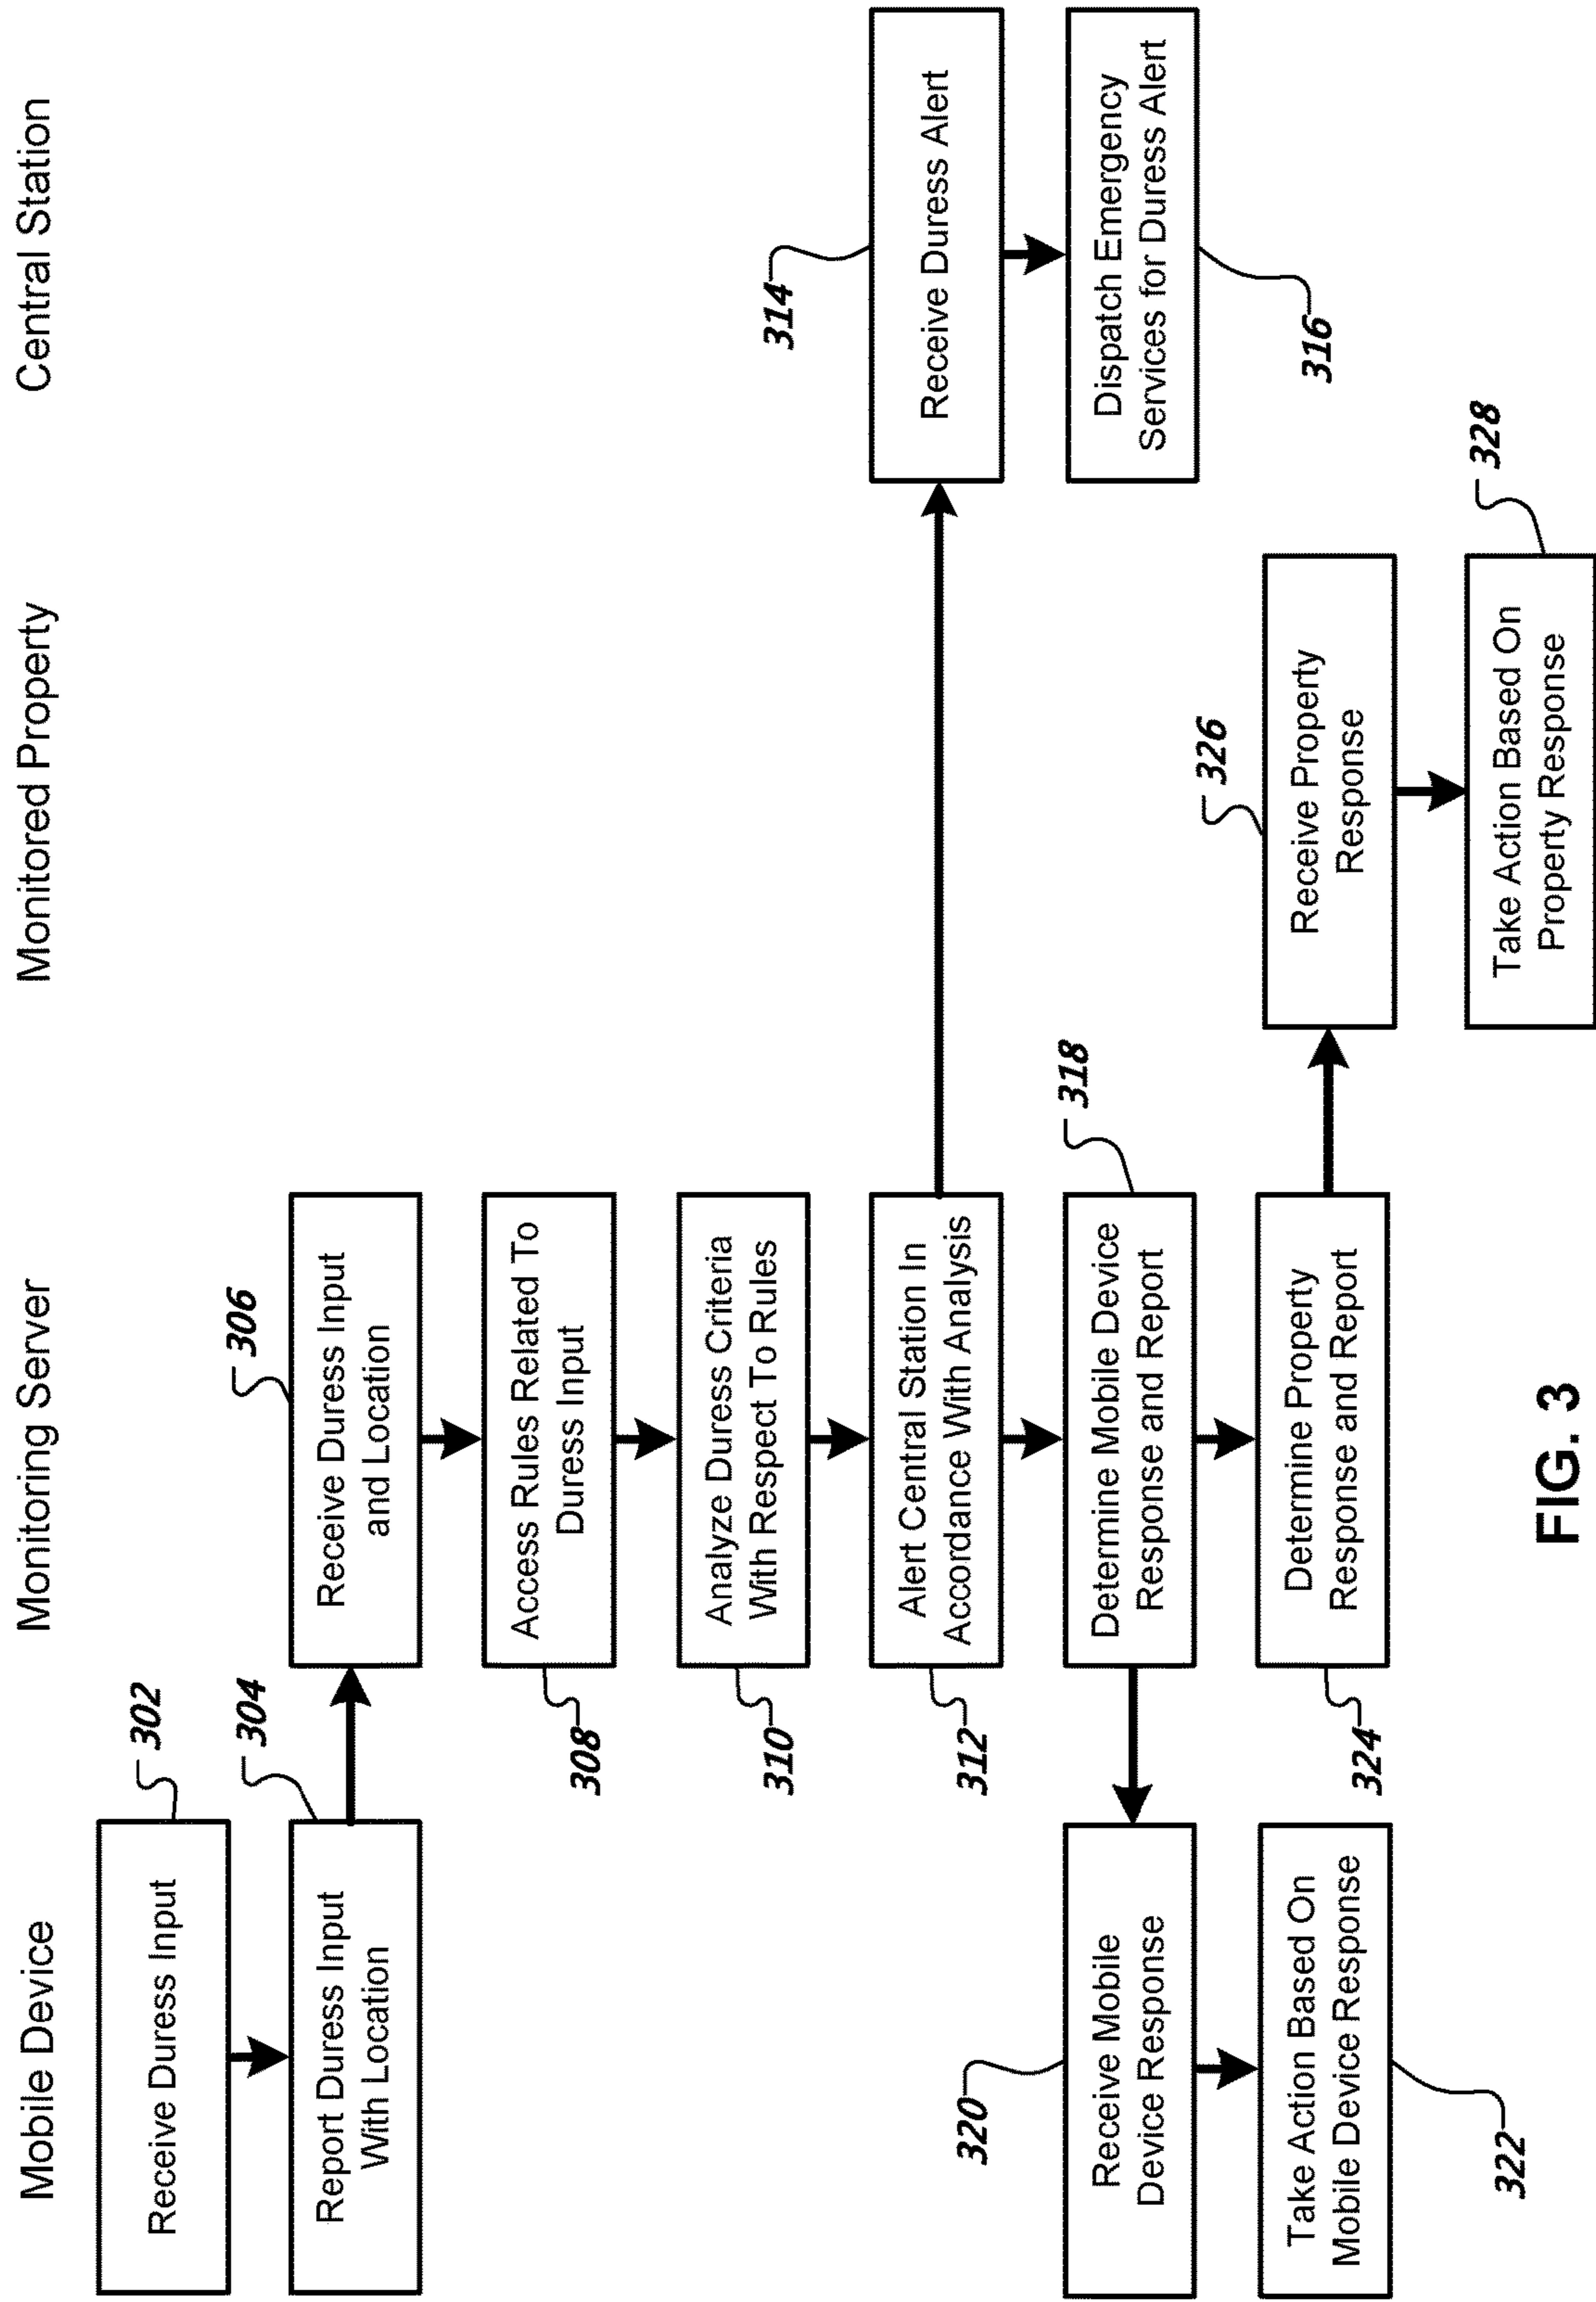 Mobile Device
Monitoring Server
Monitored Property
Central Station
302
Receive Duress Input
304
Report Duress Input
With Location
306
Receive Duress Input
and Location
308
Access Rules Related To
Duress Input
310
Analyze Duress Criteria
With Respect To Rules
312
Alert Central Station In
Accordance With Analysis
314
Receive Duress Alert
316
Dispatch Emergency
Services for Duress Alert
318
Determine Mobile Device
Response and Report
320
Receive Mobile
Device Response
322
Take Action Based On
Mobile Device Response
324
Determine Property
Response and Report
326
Receive Property
Response
328
Take Action Based On
Property Response
FIG. 3